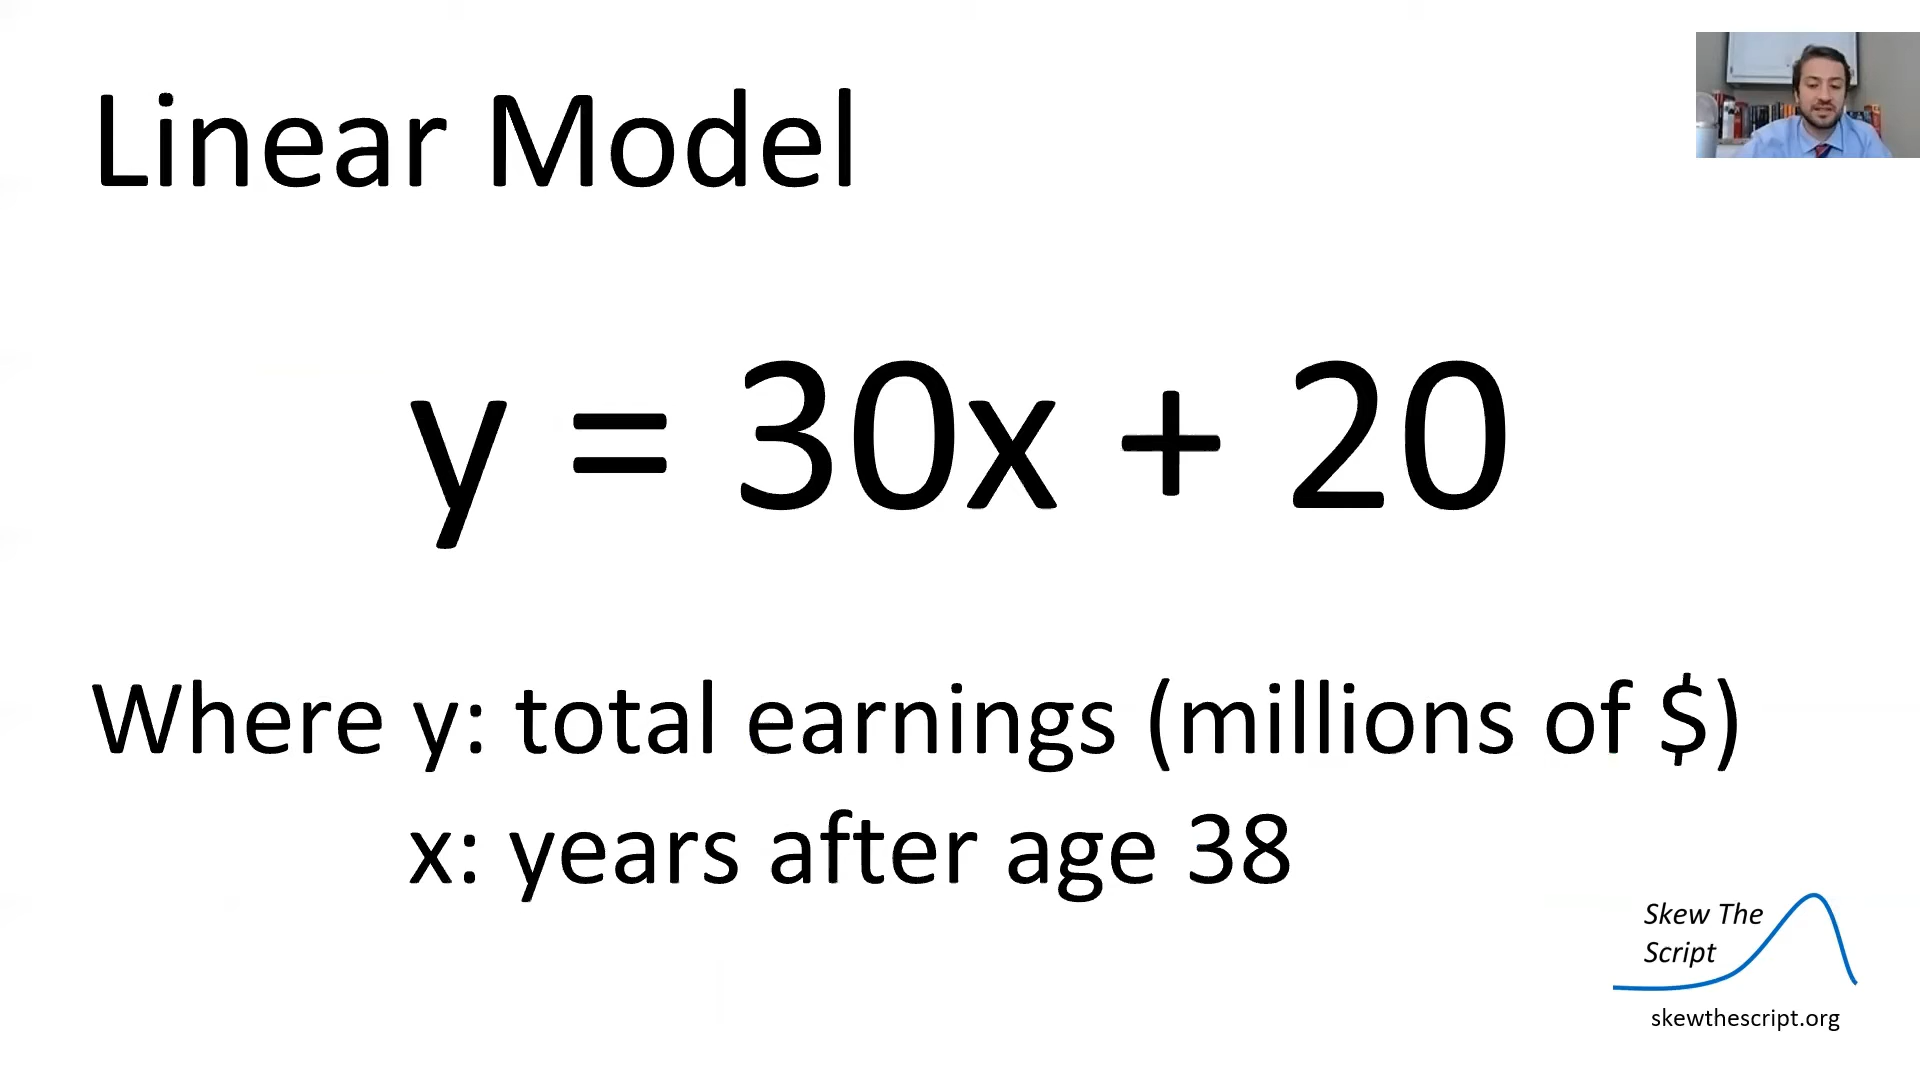 Linear Model
y = 30x + 20
Where y: total earnings (millions of $)
x: years after age 38
Skew The
Script
skewthescript.org